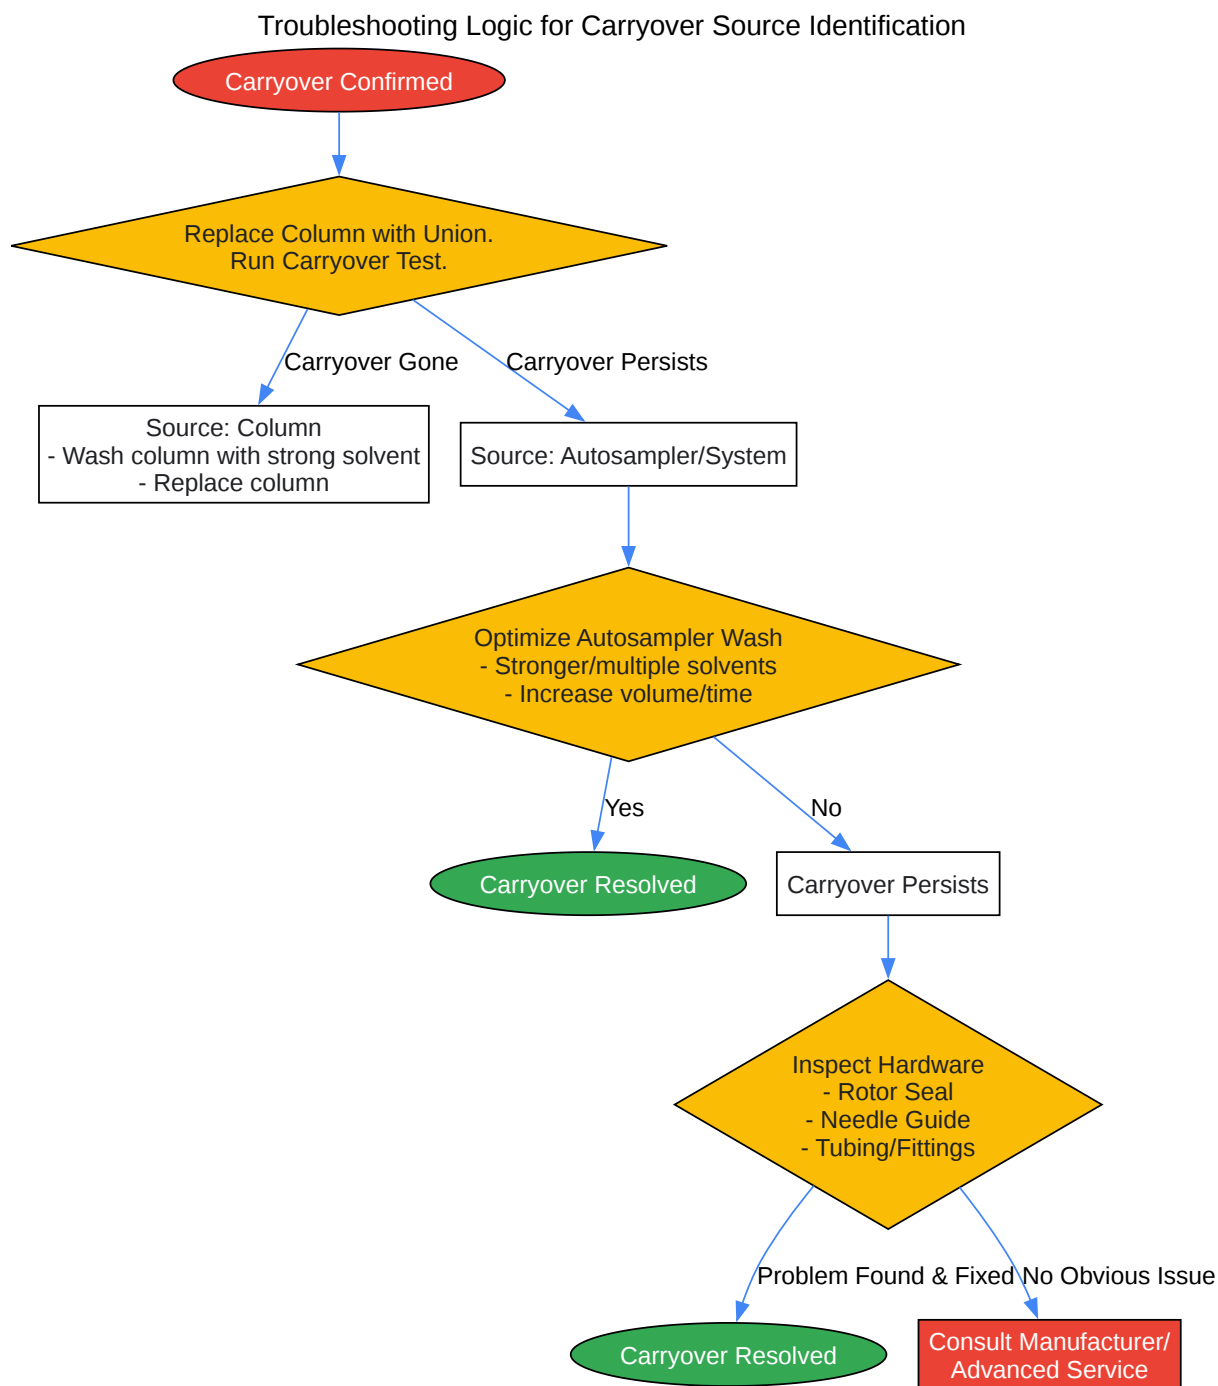 Troubleshooting Logic for Carryover Source Identification
Carryover Confirmed
Replace Column with Union.
Run Carryover Test.
Carryover Gone
Carryover Persists
Source: Column
- Wash column with strong solvent
- Replace column
Source: Autosampler/System
Optimize Autosampler Wash
- Stronger/multiple solvents
- Increase volume/time
Yes
No
Carryover Resolved
Carryover Persists
Inspect Hardware
- Rotor Seal
- Needle Guide
- Tubing/Fittings
Problem Found & Fixed
No Obvious Issue
Carryover Resolved
Consult Manufacturer/
Advanced Service